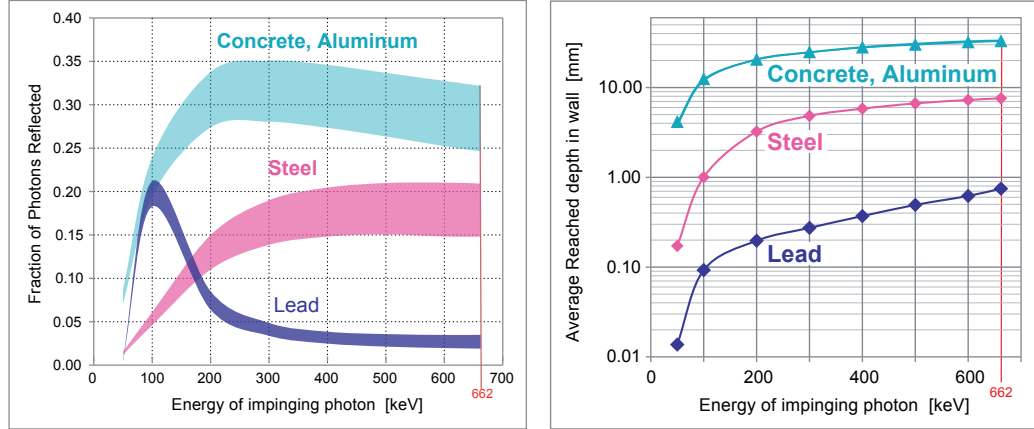 0.40
0.35
0.30
0.25
0.20
0.15
0.10
0.05
0.00
Fraction of Photons Reflected
Concrete, Aluminum
Steel
Lead
0 100 200 300 400 500 600 700
662
Energy of impinging photon [keV]
10.00
1.00
0.10
0.01
Average Reached depth in wall [mm]
Concrete, Aluminum
Steel
Lead
0 200 400 600
662
Energy of impinging photon [keV]